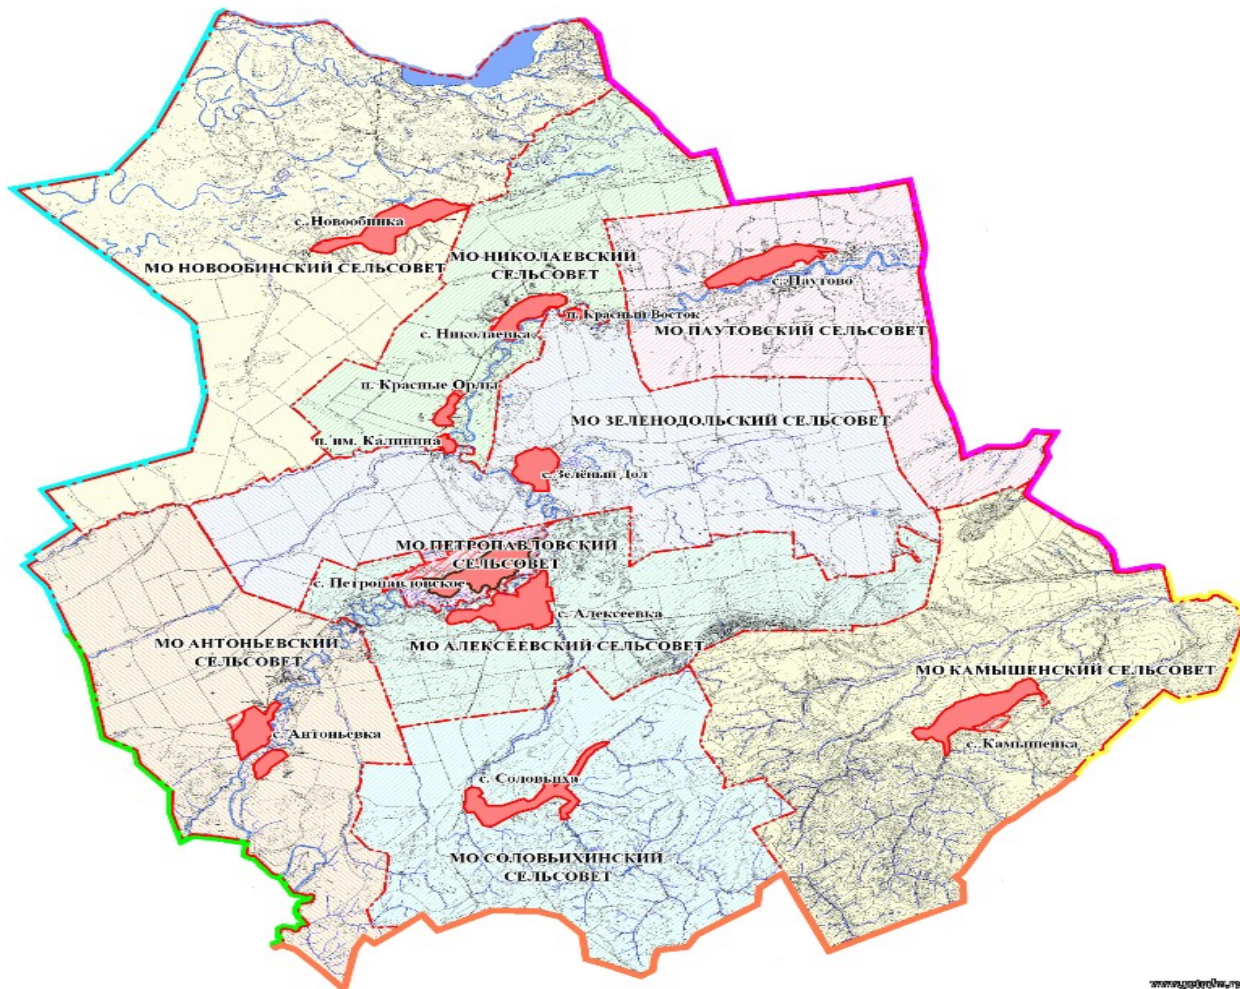 с. Новообинка
МО НОВООБИНСКИЙ СЕЛЬСОВЕТ
МО НИКОЛАЕВСКИЙ
СЕЛЬСОВЕТ
с. Паутово
п. Красный Восток
с. Николаевка
МО ПАУТОВСКИЙ СЕЛЬСОВЕТ
п. Красные Орлы
МО ЗЕЛЕНОДОЛЬСКИЙ СЕЛЬСОВЕТ
п. им. Калинина
с. Зелёный Дол
МО ПЕТРОПАВЛОВСКИЙ
СЕЛЬСОВЕТ
с. Петропавловское
с. Алексеевка
МО АНТОНЬЕВСКИЙ
СЕЛЬСОВЕТ
МО АЛЕКСЕЕВСКИЙ СЕЛЬСОВЕТ
МО КАМЫШЕНСКИЙ СЕЛЬСОВЕТ
с. Антоньевка
с. Камышенка
с. Соловьиха
МО СОЛОВЬИХИНСКИЙ
СЕЛЬСОВЕТ